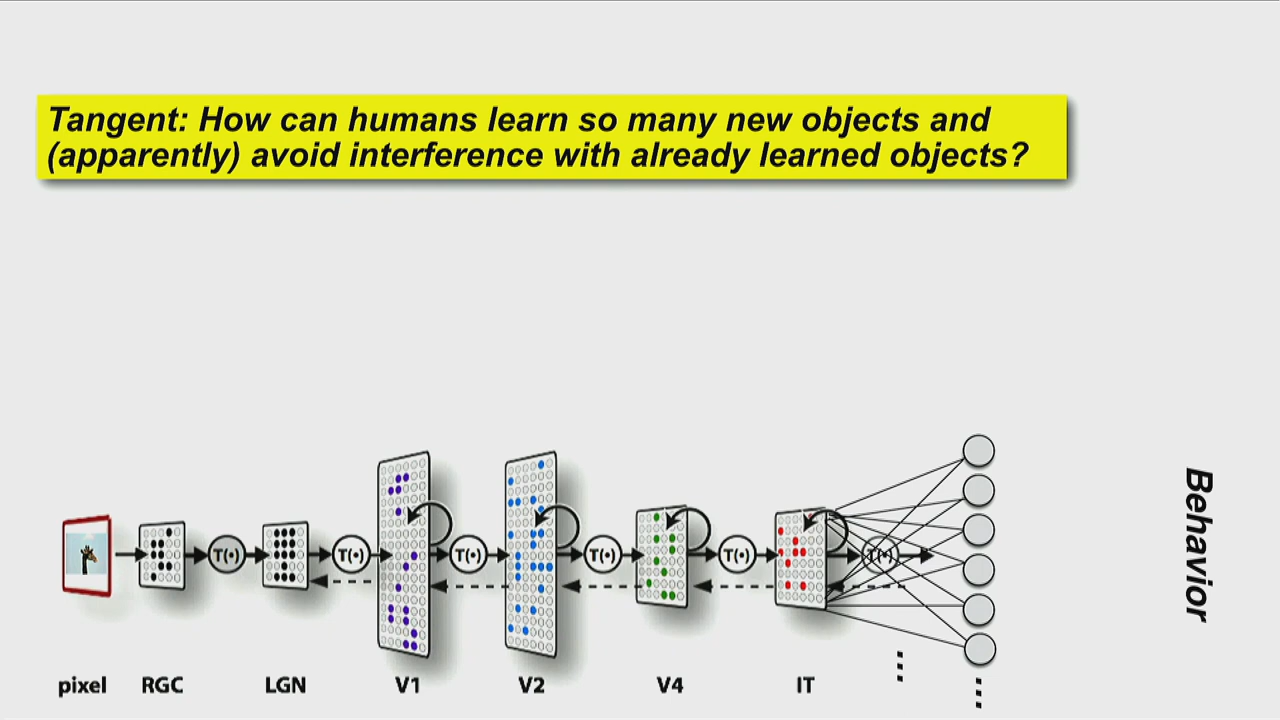 Tangent: How can humans learn so many new objects and
(apparently) avoid interference with already learned objects?
T(•) T(•) T(•) T(•) T(•) T(•)
Behavior
pixel RGC LGN V1 V2 V4 IT